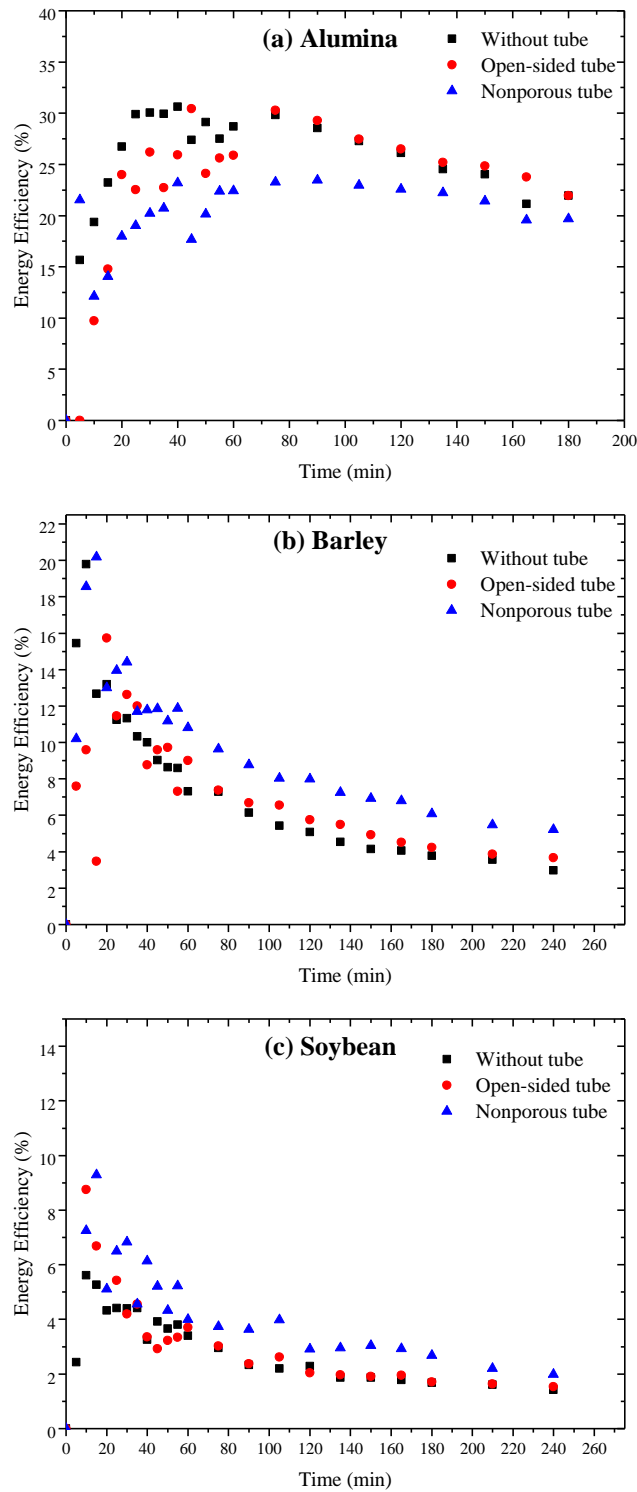 (a) Alumina
Without tube
Open-sided tube
Nonporous tube
Energy Efficiency (%)
40
35
30
25
20
15
10
5
0
0 20 40 60 80 100 120 140 160 180 200
Time (min)
(b) Barley
Without tube
Open-sided tube
Nonporous tube
Energy Efficiency (%)
22
20
18
16
14
12
10
8
6
4
2
0
0 20 40 60 80 100 120 140 160 180 200 220 240 260
Time (min)
(c) Soybean
Without tube
Open-sided tube
Nonporous tube
Energy Efficiency (%)
14
12
10
8
6
4
2
0
0 20 40 60 80 100 120 140 160 180 200 220 240 260
Time (min)